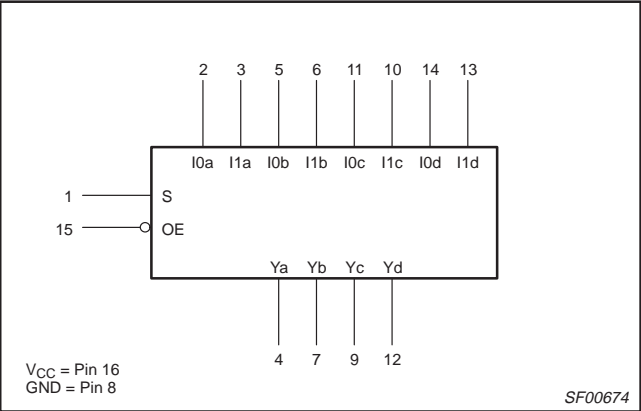 2 3 5 6 11 10 14 13
I0a I1a I0b I1b I0c I1c I0d I1d
1 S
15 OE
Ya Yb Yc Yd
4 7 9 12
VCC = Pin 16
GND = Pin 8
SF00674